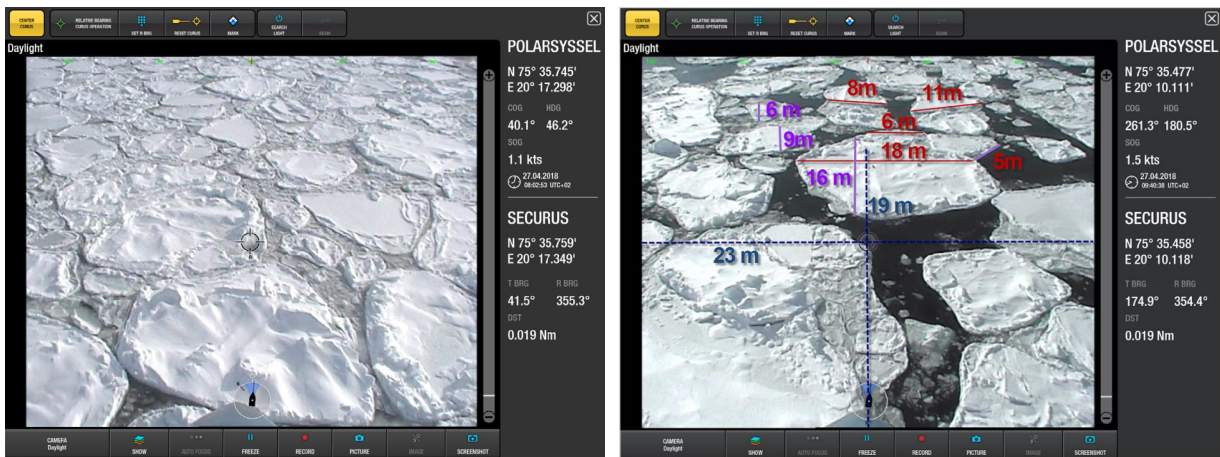 CENTER
CURUS
RELATIVE BEARING
CURUS OPERATION
SET R BRG
RESET CURUS
MARK
SEARCH
LIGHT
BEAM
Daylight
POLARSYSSEL
N 75° 35.745'
E 20° 17.298'
COG HDG
40.1° 46.2°
SOG
1.1 kts
27.04.2018
08:02:53 UTC+02
SECURUS
N 75° 35.759'
E 20° 17.349'
T BRG R BRG
41.5° 355.3°
DST
0.019 Nm
CAMERA
Daylight
SHOW
AUTO FOCUS
FREEZE
RECORD
PICTURE
IMAGE
SCREENSHOT
CENTER
CURUS
RELATIVE BEARING
CURUS OPERATION
SET R BRG
RESET CURUS
MARK
SEARCH
LIGHT
BEAM
Daylight
8m
11m
6 m
6 m
9m
18 m
5m
16 m
19 m
23 m
POLARSYSSEL
N 75° 35.477'
E 20° 10.111'
COG HDG
261.3° 180.5°
SOG
1.5 kts
27.04.2018
09:40:38 UTC+02
SECURUS
N 75° 35.458'
E 20° 10.118'
T BRG R BRG
174.9° 354.4°
DST
0.019 Nm
CAMERA
Daylight
SHOW
AUTO FOCUS
FREEZE
RECORD
PICTURE
IMAGE
SCREENSHOT